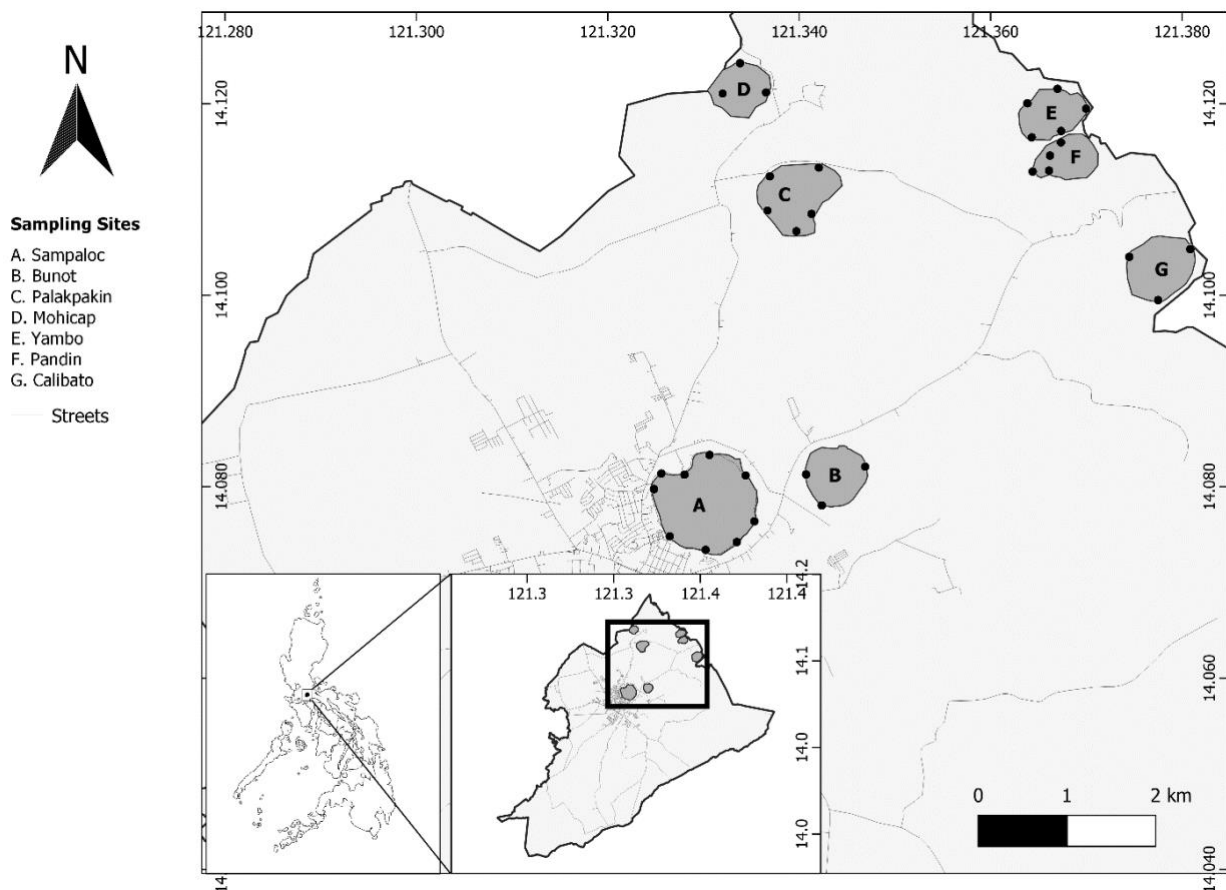 N
Sampling Sites
A. Sampaloc
B. Bunot
C. Palakpakin
D. Mohicap
E. Yambo
F. Pandin
G. Calibato
Streets
121.280 121.300 121.320 121.340 121.360 121.380
14.120 14.120
14.100 14.100
14.080 14.080
14.060
14.040
14
D
E
F
C
G
B
A
121.3 121.3 121.4 121.4
14.2
14.1
14.0
14.0
0 1 2 km